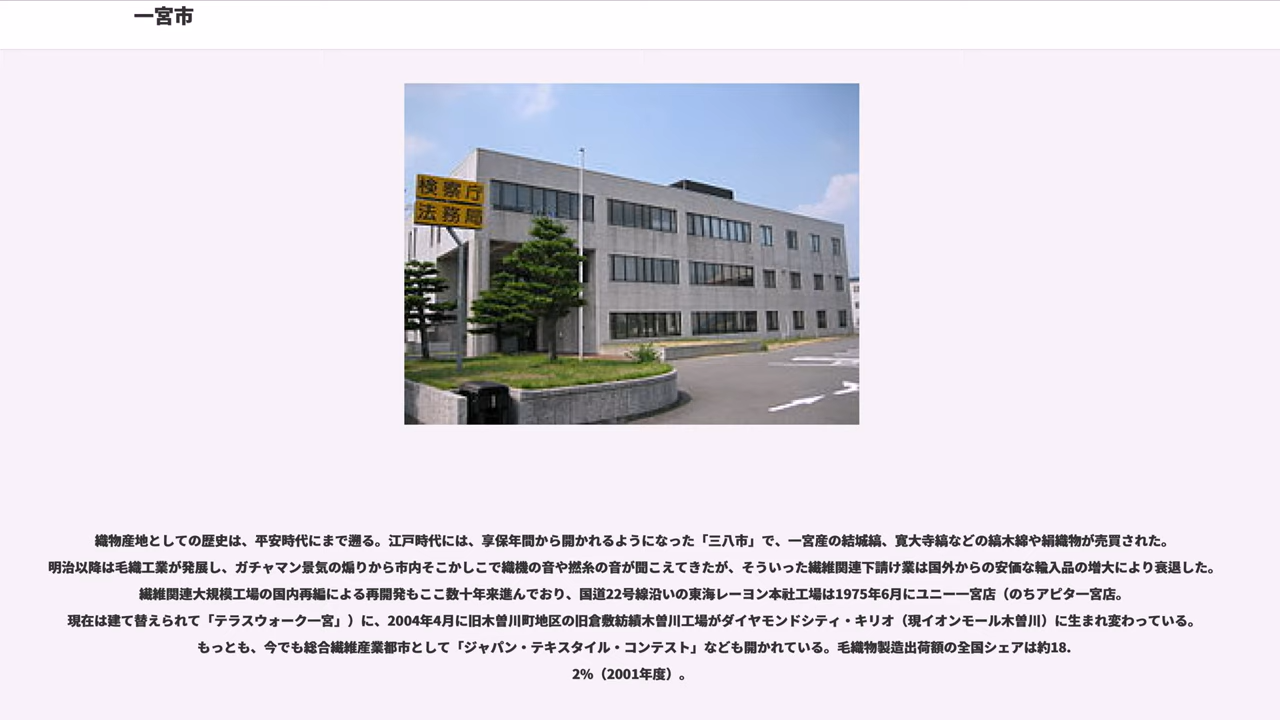 一宮市
検察庁
法務局
織物産地としての歴史は、平安時代にまで遡る。江戸時代には、享保年間から開かれるようになった「三八市」で、一宮産の結城縞、寛大寺縞などの縞木綿や絹織物が売買された。
明治以降は毛織工業が発展し、ガチャマン景気の煽りから市内そこかしこで織機の音や撚糸の音が聞こえてきたが、そういった繊維関連下請け業は国外からの安価な輸入品の増大により衰退した。
繊維関連大規模工場の国内再編による再開発もここ数十年来進んでおり、国道22号線沿いの東海レーヨン本社工場は1975年6月にユニー一宮店（のちアピタ一宮店。
現在は建て替えられて「テラスウォーク一宮」）に、2004年4月に旧木曽川町地区の旧倉敷紡績木曽川工場がダイヤモンドシティ・キリオ（現イオンモール木曽川）に生まれ変わっている。
もっとも、今でも総合繊維産業都市として「ジャパン・テキスタイル・コンテスト」なども開かれている。毛織物製造出荷額の全国シェアは約18.
2%（2001年度）。